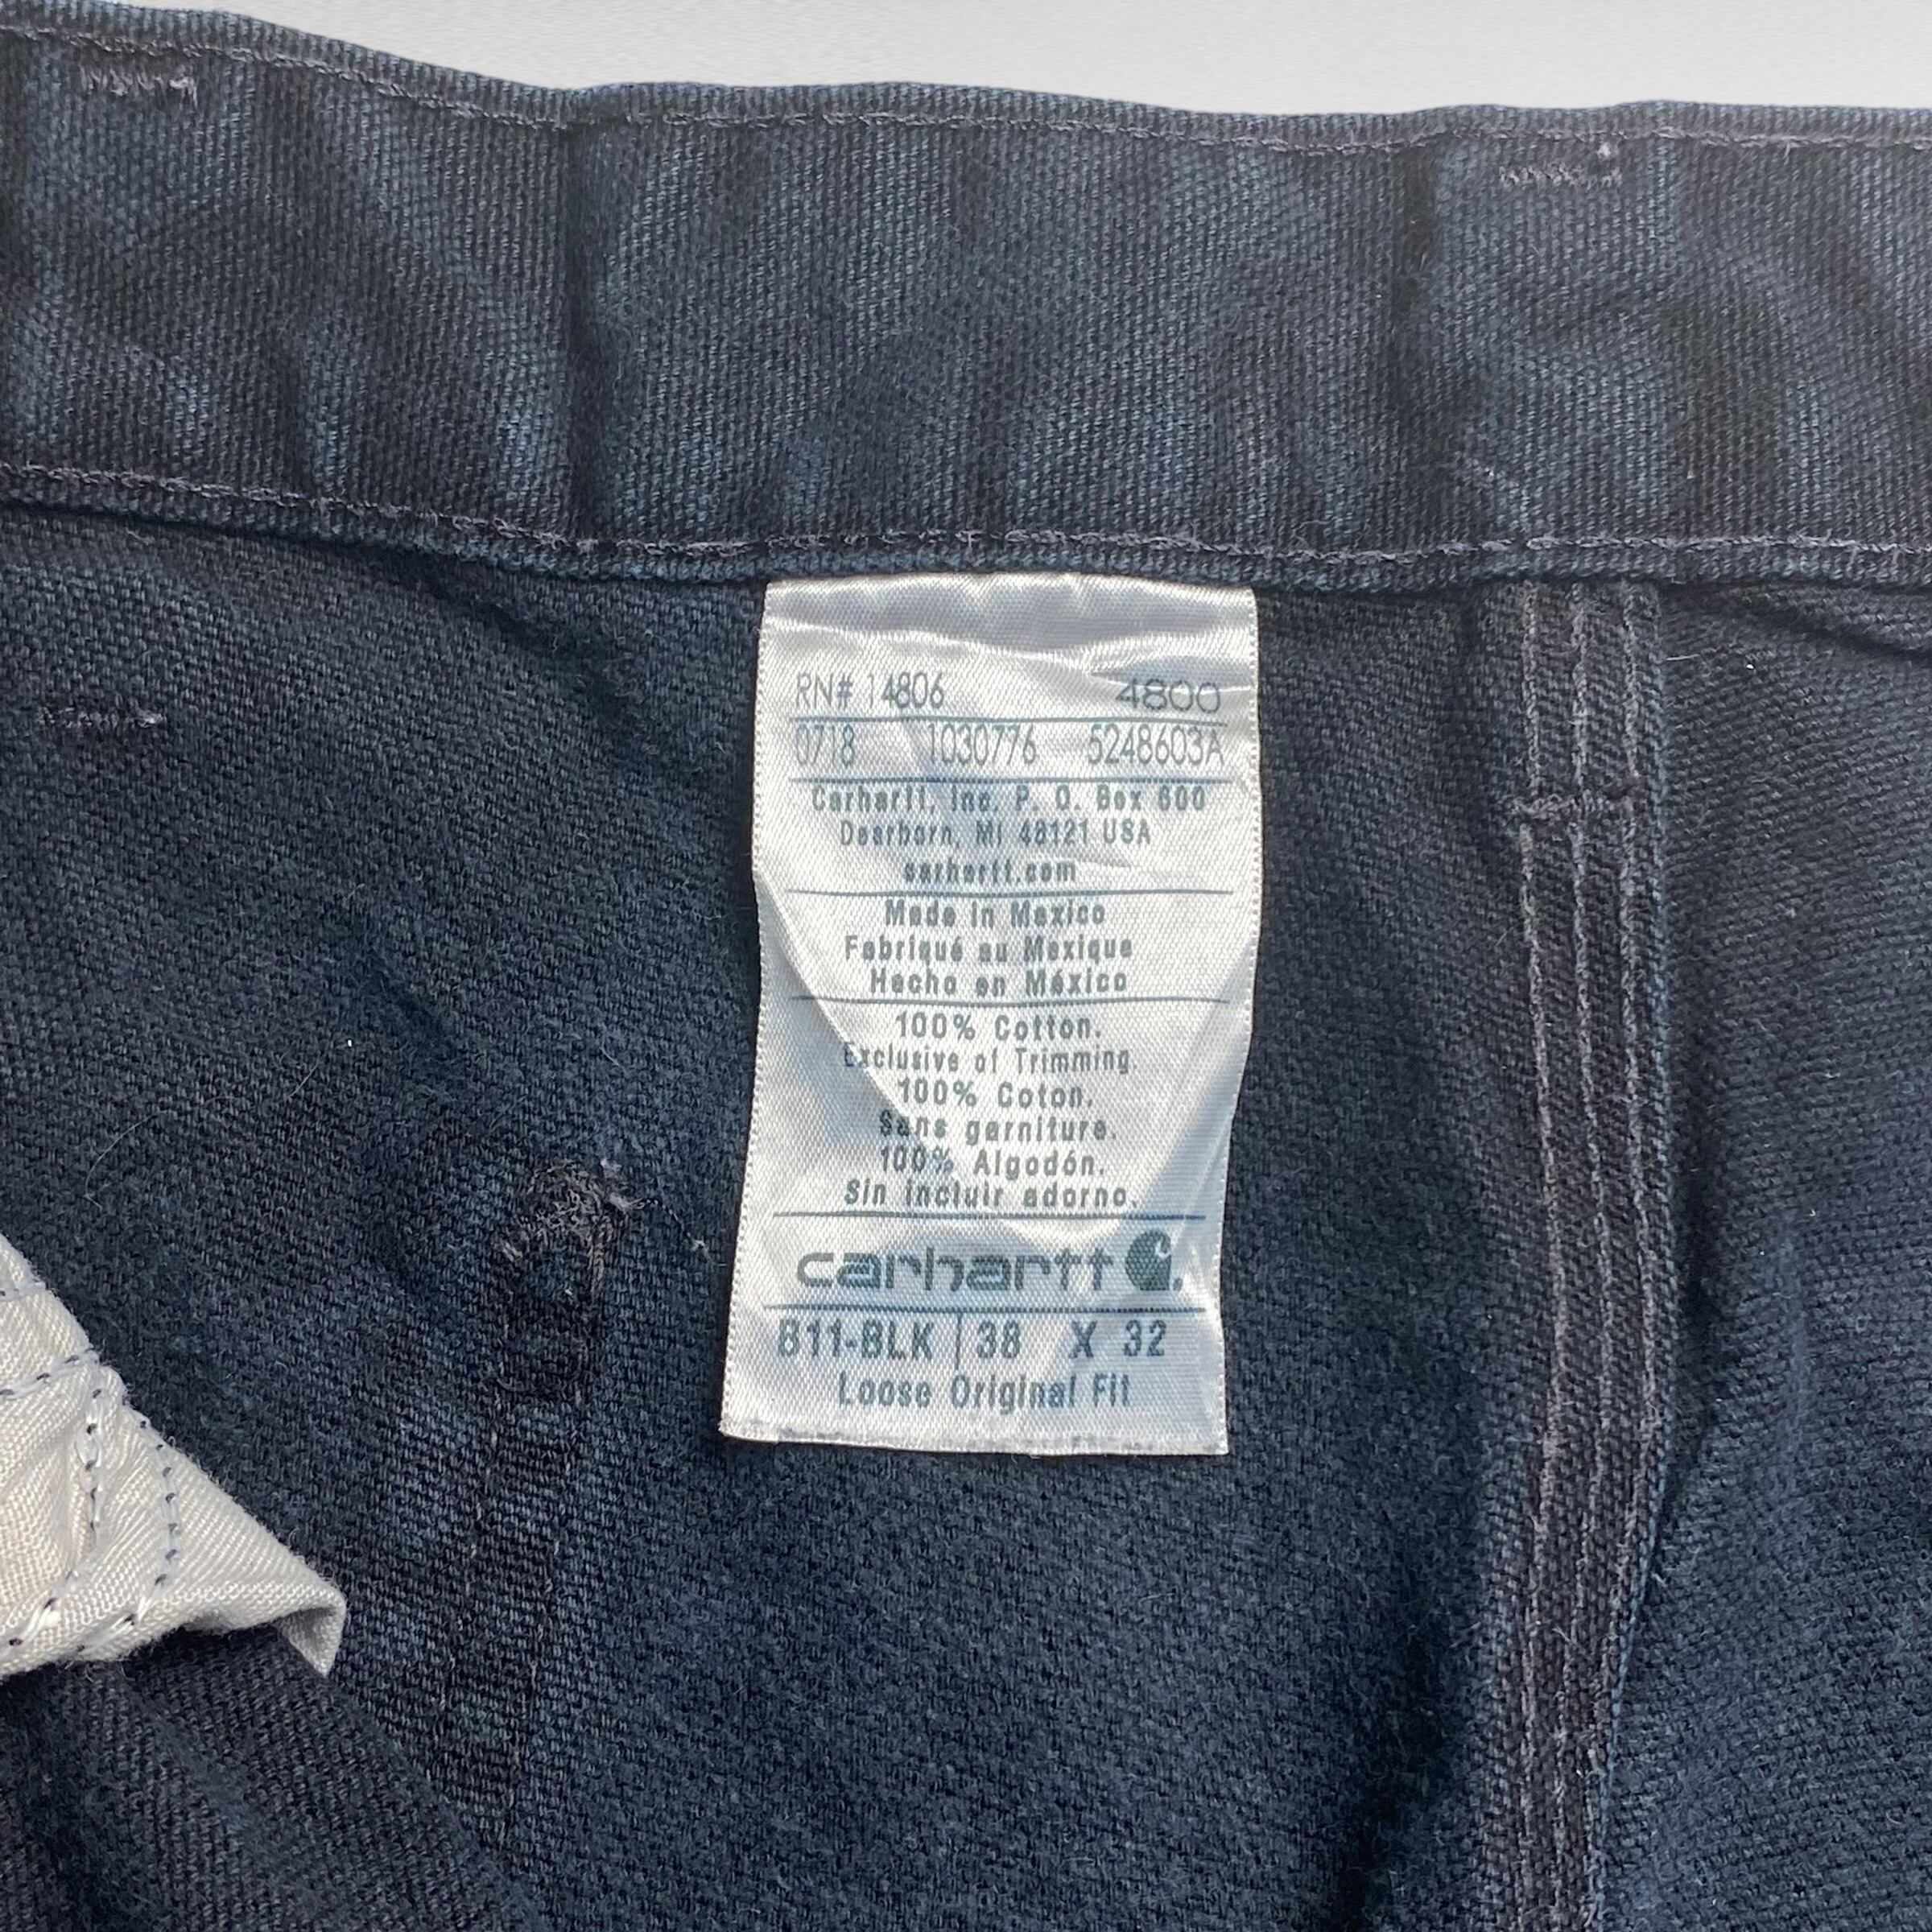 RN# 14806 4800
0718 1030776 5248603A
Carhartt, Inc. P. O. Box 600
Dearborn, MI 48121 USA
carhartt.com
Made in Mexico
Fabriqué au Mexique
Hecho en México
100% Cotton.
Exclusive of Trimming.
100% Coton.
Sans garniture.
100% Algodón.
Sin incluir adorno.
carhartt
B11-BLK | 38 X 32
Loose Original Fit